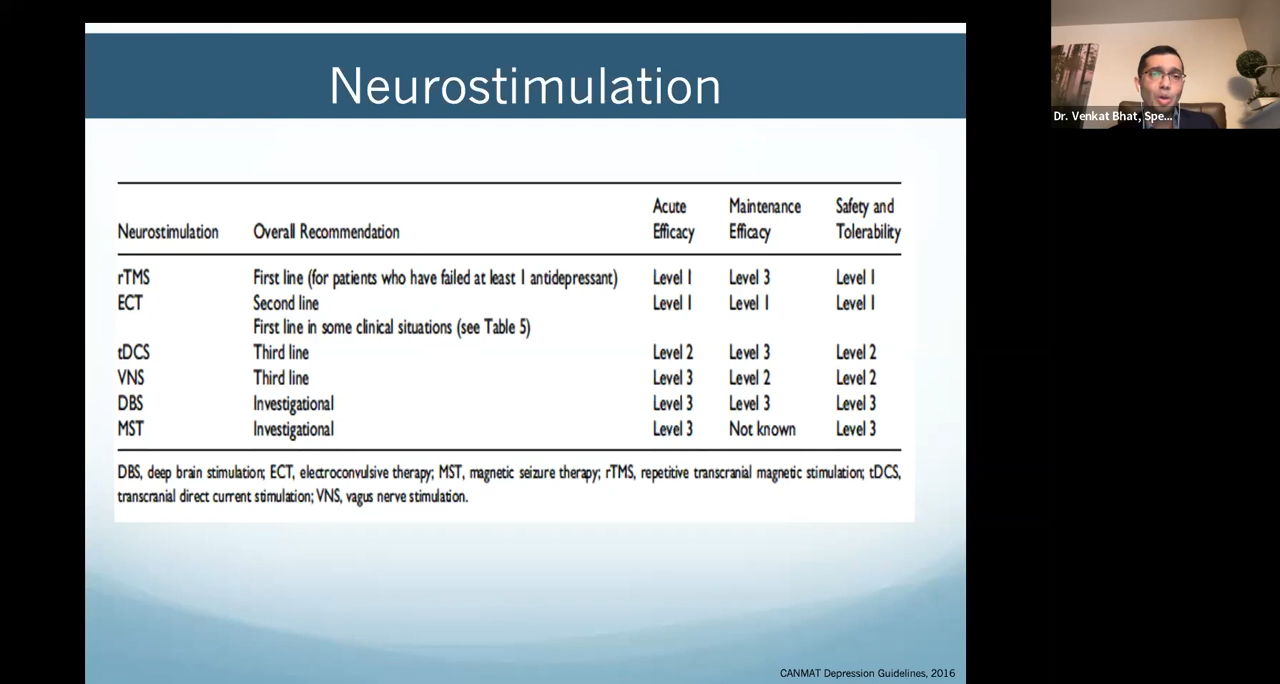 Neurostimulation
Acute Maintenance Safety and
Neurostimulation Overall Recommendation Efficacy Efficacy Tolerability
rTMS First line (for patients who have failed at least 1 antidepressant) Level 1 Level 3 Level 1
ECT Second line Level 1 Level 1 Level 1
First line in some clinical situations (see Table 5)
tDCS Third line Level 2 Level 3 Level 2
VNS Third line Level 3 Level 2 Level 2
DBS Investigational Level 3 Level 3 Level 3
MST Investigational Level 3 Not known Level 3
DBS, deep brain stimulation; ECT, electroconvulsive therapy; MST, magnetic seizure therapy; rTMS, repetitive transcranial magnetic stimulation; tDCS,
transcranial direct current stimulation; VNS, vagus nerve stimulation.
CANMAT Depression Guidelines, 2016
Dr. Venkat Bhat, Spe...